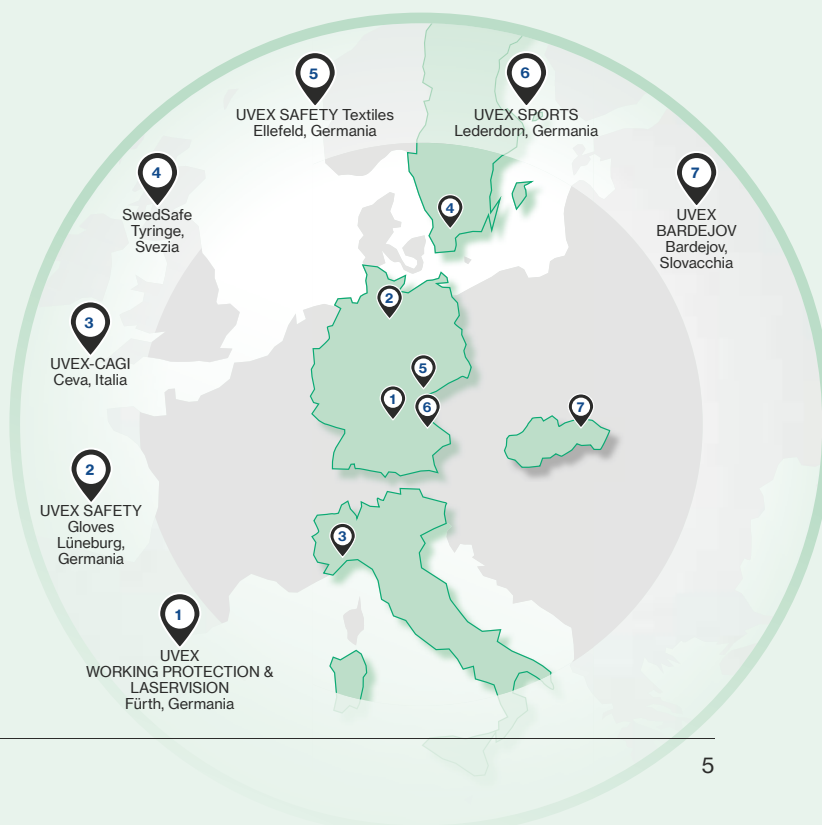 5
UVEX SAFETY Textiles
Ellefeld, Germania
6
UVEX SPORTS
Lederdorn, Germania
4
SwedSafe
Tyringe,
Svezia
7
UVEX
BARDEJOV
Bardejov,
Slovacchia
3
UVEX-CAGI
Ceva, Italia
2
UVEX SAFETY
Gloves
Lüneburg,
Germania
1
UVEX
WORKING PROTECTION &
LASERVISION
Fürth, Germania
4
2
5
1
6
7
3
5